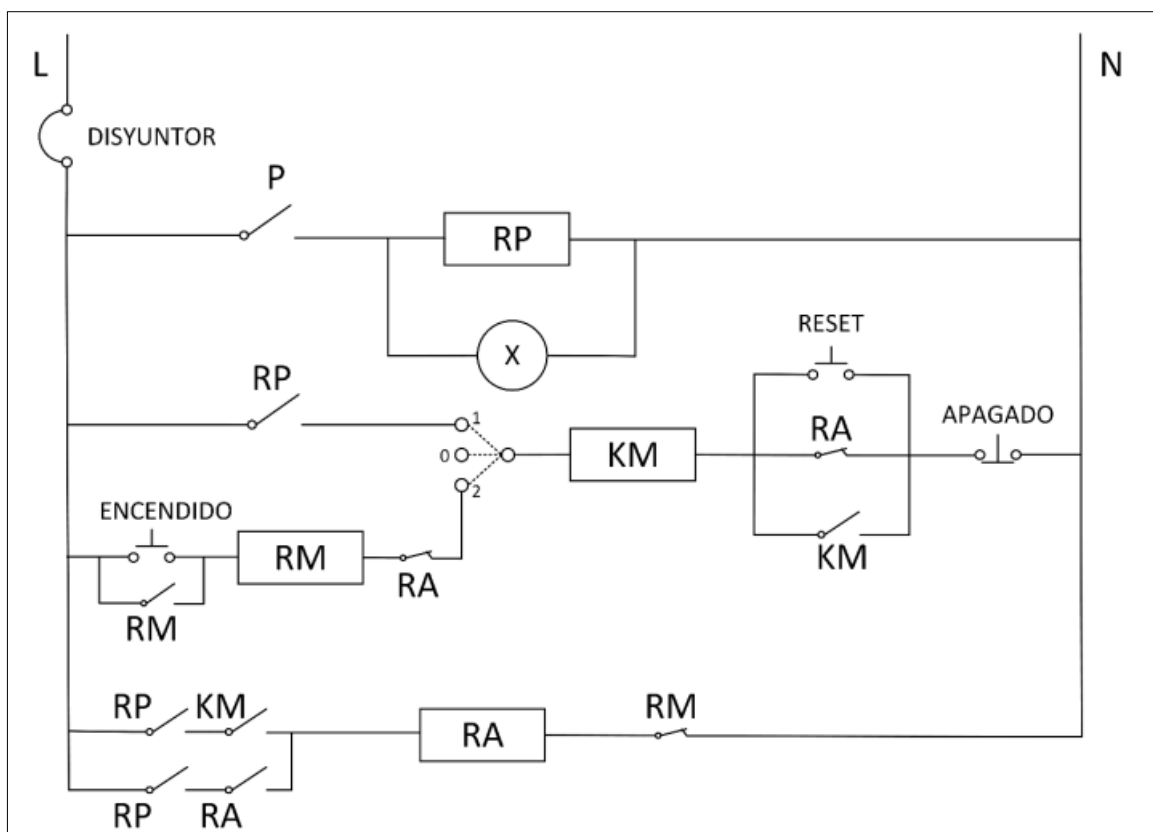 L
N
DISYUNTOR
P
RP
X
RESET
RP
1
APAGADO
RA
0
KM
2
ENCENDIDO
KM
RM
RA
RM
RP KM
RM
RA
RP RA